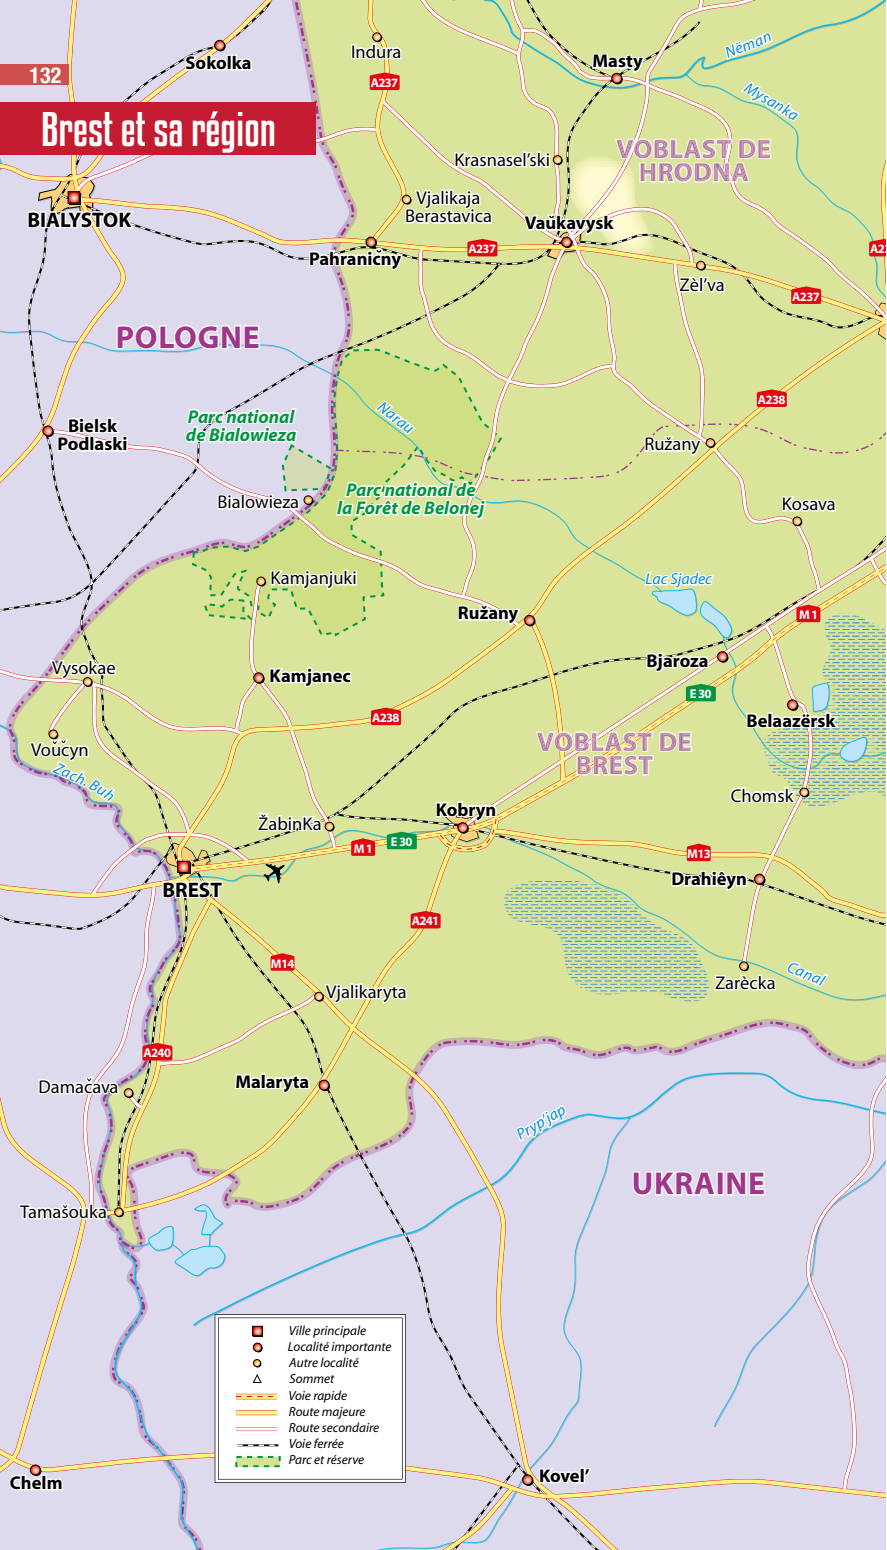 132
Brest et sa région
Sokolka
Indura
A237
Masty
Néman
Mysanka
Krasnasel'ski
VOBLAST DE
HRODNA
BIALYSTOK
Vjalikaja
Berastavica
Vaŭkavysk
Pahraničny
A237
Zèl'va
A237
POLOGNE
A238
Bielsk
Podlaski
Parc national
de Bialowieza
Narau
Ružany
Bialowieza
Parc national de
la Forêt de Belonej
Kosava
Kamjanjuki
Lac Sjadec
Ružany
M1
Vysokae
Kamjanec
Bjaroza
E30
A238
Belaazërsk
Voŭčyn
VOBLAST DE
BREST
Zach. Buh
Chomsk
Kobryn
ŽabinKa
M1
E30
M13
BREST
Drahiêyn
A241
M14
Zarècka
Canal
Vjalikaryta
A240
Damačava
Malaryta
Pryp'jap
UKRAINE
Tamašouka
Ville principale
Localité importante
Autre localité
Sommet
Voie rapide
Route majeure
Route secondaire
Voie ferrée
Parc et réserve
Chelm
Kovel'